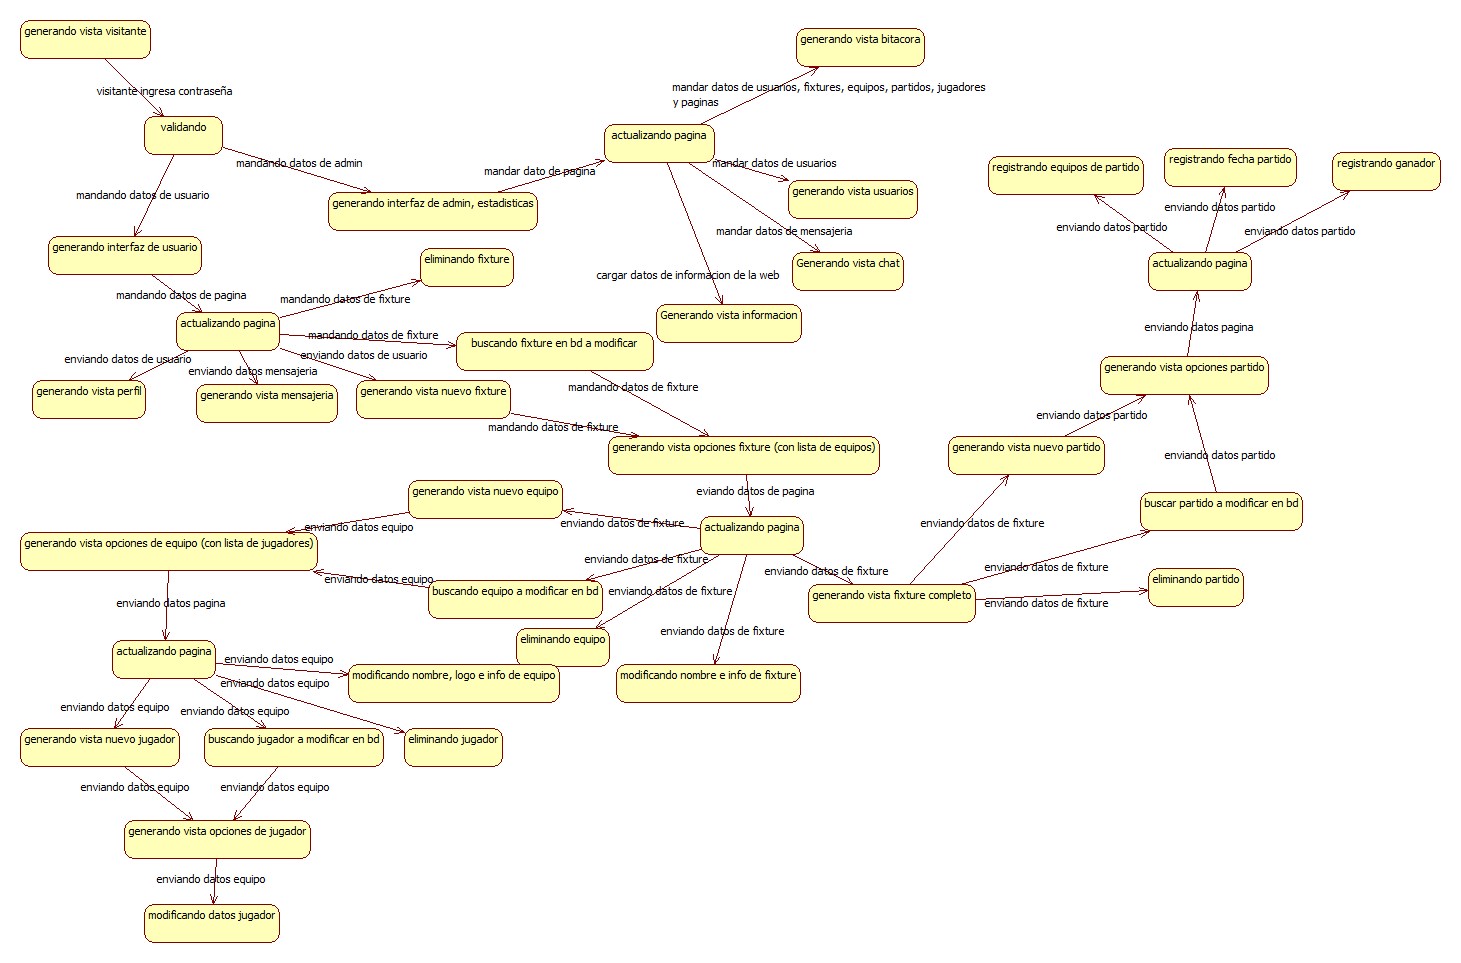 generando vista visitante
generando vista bitacora
visitante ingresa contraseña
mandar datos de usuarios, fixtures, equipos, partidos, jugadores
y paginas
validando
actualizando pagina
mandando datos de admin
mandar dato de pagina
mandar datos de usuarios
registrando equipos de partido
registrando fecha partido
registrando ganador
mandando datos de usuario
generando interfaz de admin, estadisticas
generando vista usuarios
enviando datos partido
enviando datos partido
enviando datos partido
generando interfaz de usuario
mandar datos de mensajeria
eliminando fixture
Generando vista chat
actualizando pagina
cargar datos de informacion de la web
mandando datos de pagina
mandando datos de fixture
Generando vista informacion
actualizando pagina
mandando datos de fixture
enviando datos pagina
buscando fixture en bd a modificar
enviando datos de usuario
enviando datos de usuario
enviando datos mensajeria
generando vista opciones partido
generando vista perfil
generando vista mensajeria
generando vista nuevo fixture
mandando datos de fixture
enviando datos partido
mandando datos de fixture
generando vista opciones fixture (con lista de equipos)
generando vista nuevo partido
enviando datos partido
eviando datos de pagina
generando vista nuevo equipo
buscar partido a modificar en bd
enviando datos equipo
enviando datos de fixture
actualizando pagina
enviando datos de fixture
generando vista opciones de equipo (con lista de jugadores)
enviando datos de fixture
enviando datos de fixture
enviando datos de fixture
enviando datos equipo
eliminando partido
buscando equipo a modificar en bd
enviando datos de fixture
generando vista fixture completo
enviando datos de fixture
enviando datos pagina
eliminando equipo
enviando datos de fixture
actualizando pagina
enviando datos equipo
modificando nombre, logo e info de equipo
modificando nombre e info de fixture
enviando datos equipo
enviando datos equipo
enviando datos equipo
generando vista nuevo jugador
buscando jugador a modificar en bd
eliminando jugador
enviando datos equipo
enviando datos equipo
generando vista opciones de jugador
enviando datos equipo
modificando datos jugador